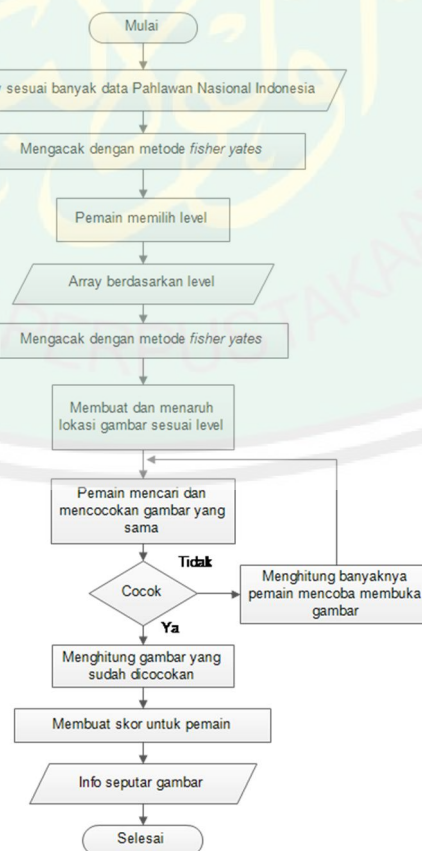 Mulai
sesuai banyak data Pahlawan Nasional Indonesia
Mengacak dengan metode fisher yates
Pemain memilih level
Array berdasarkan level
Mengacak dengan metode fisher yates
Membuat dan menaruh
lokasi gambar sesuai level
Pemain mencari dan
mencocokan gambar yang
sama
Tidak
Cocok
Menghitung banyaknya
pemain mencoba membuka
gambar
Ya
Menghitung gambar yang
sudah dicocokan
Membuat skor untuk pemain
Info seputar gambar
Selesai